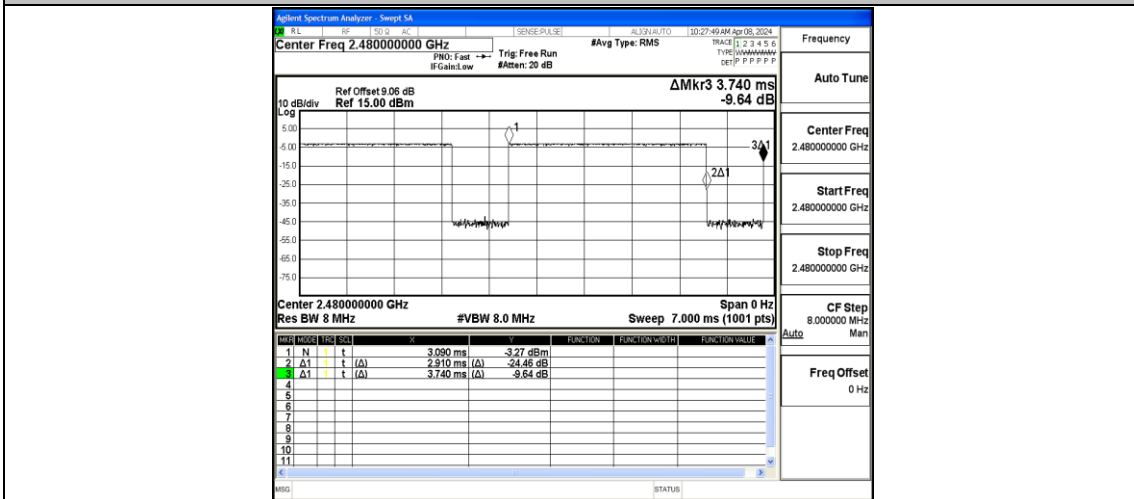 Agilent Spectrum Analyzer - Swept SA
RL RF 50 Ω AC SENSE:PULSE ALIGNAUTO 10:27:49 AM Apr 08, 2024
Center Freq 2.480000000 GHz #Avg Type: RMS TRACE 1 2 3 4 5 6
PNO: Fast Trig: Free Run TYPE
IFGain:Low #Atten: 20 dB DET P P P P P P
Frequency
Auto Tune
Center Freq
2.480000000 GHz
Start Freq
2.480000000 GHz
Stop Freq
2.480000000 GHz
CF Step
8.000000 MHz
Auto Man
Freq Offset
0 Hz
ΔMkr3 3.740 ms
-9.64 dB
Ref Offset 9.06 dB
10 dB/div Ref 15.00 dBm
Log
5.00
-5.00
-15.0
-25.0
-35.0
-45.0
-55.0
-65.0
-75.0
1
2Δ1
3Δ1
Center 2.480000000 GHz Span 0 Hz
Res BW 8 MHz #VBW 8.0 MHz Sweep 7.000 ms (1001 pts)
MKR MODE TRC SCL X Y FUNCTION FUNCTION WIDTH FUNCTION VALUE
1 N 1 t 3.090 ms -3.27 dBm
2 Δ1 1 t (Δ) 2.910 ms (Δ) -24.46 dB
3 Δ1 1 t (Δ) 3.740 ms (Δ) -9.64 dB
4
5
6
7
8
9
10
11
MSG STATUS